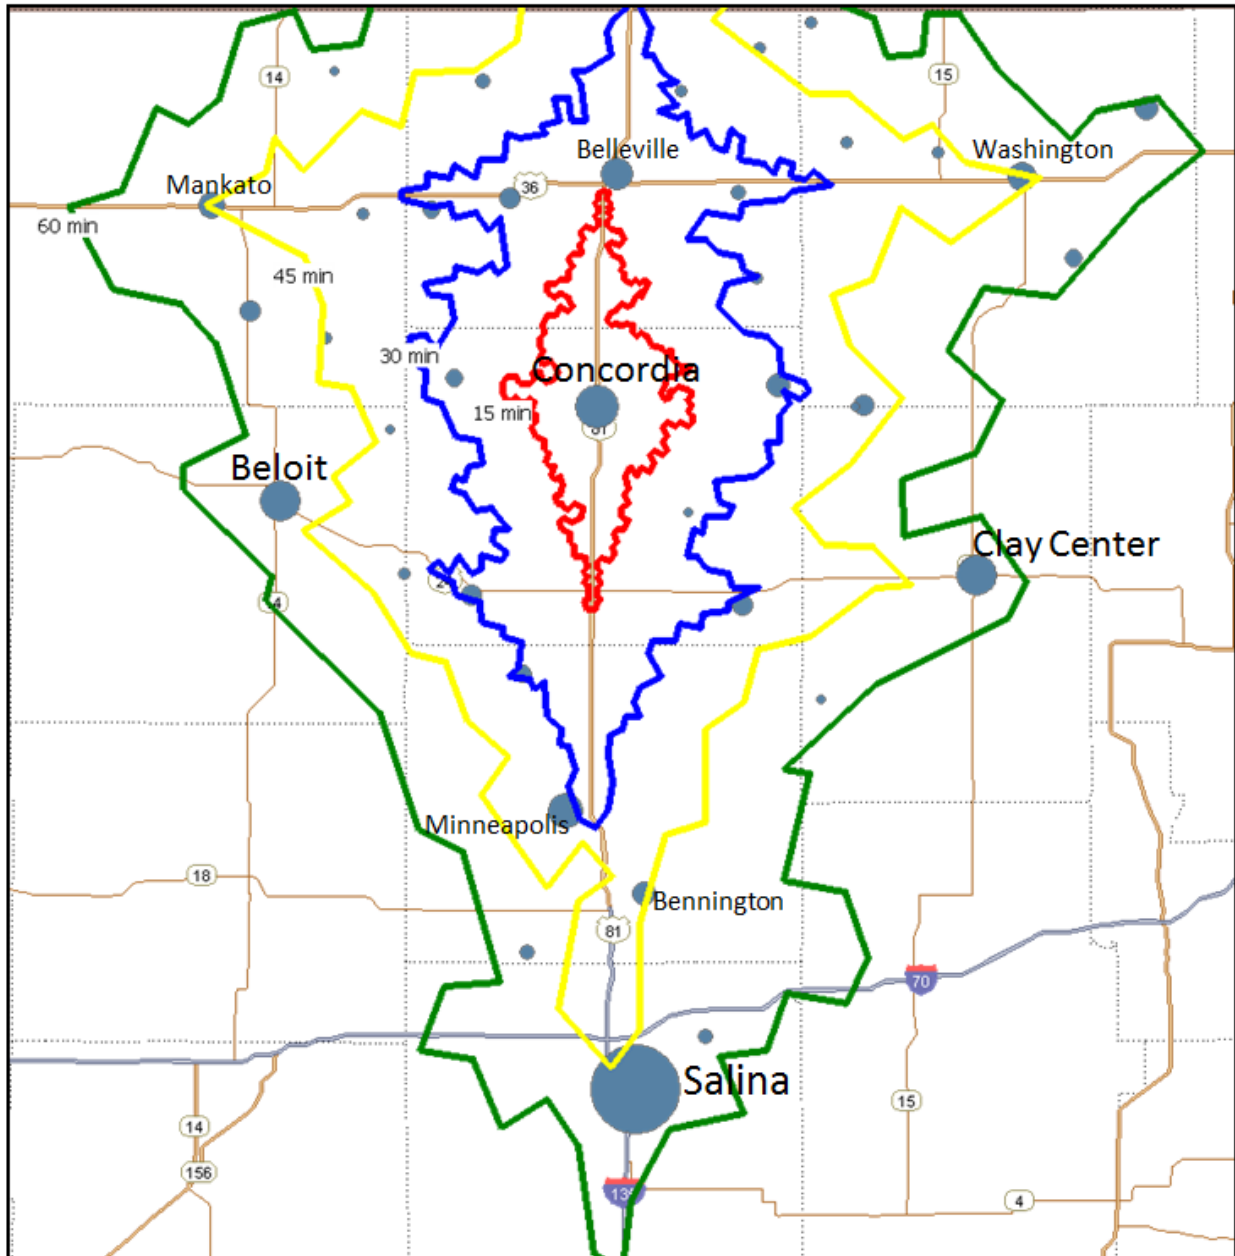 14
15
Belleville
Washington
Mankato
36
60 min
45 min
30 min
Concordia
15 min
Beloit
Clay Center
Minneapolis
18
Bennington
81
70
Salina
14
15
156
4